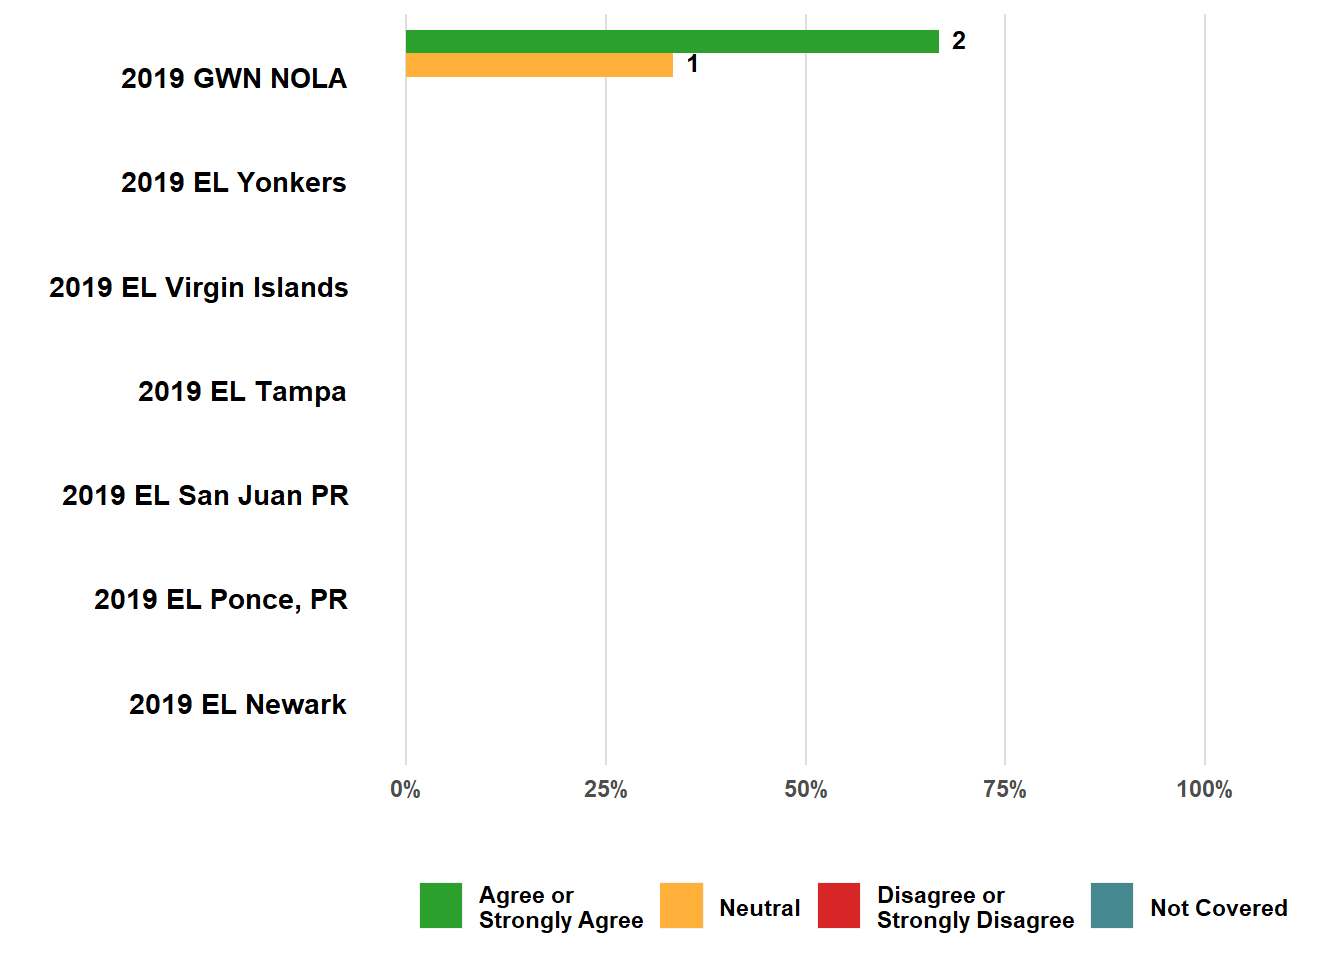 2019 GWN NOLA
2
1
2019 EL Yonkers
2019 EL Virgin Islands
2019 EL Tampa
2019 EL San Juan PR
2019 EL Ponce, PR
2019 EL Newark
0% 25% 50% 75% 100%
Agree or
Strongly Agree
Neutral
Disagree or
Strongly Disagree
Not Covered